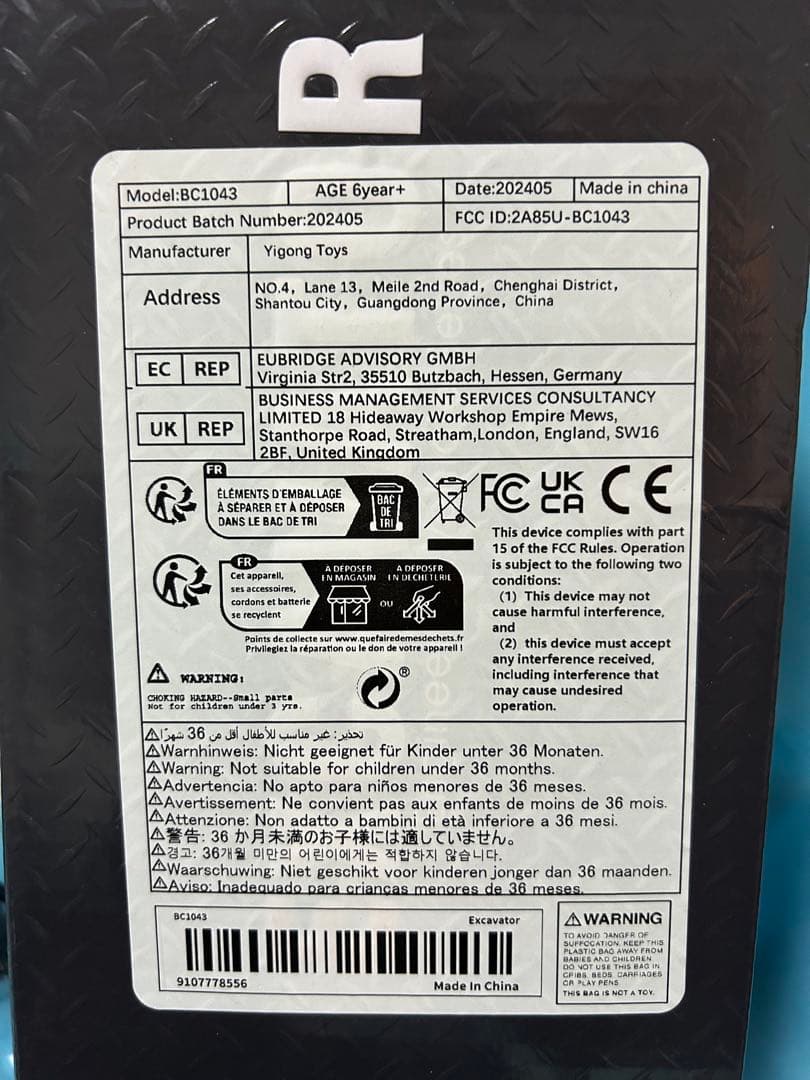 R
Model:BC1043
AGE 6year+
Date:202405
Made in china
Product Batch Number:202405
FCC ID:2A85U-BC1043
Manufacturer
Yigong Toys
Address
NO.4, Lane 13, Meile 2nd Road, Chenghai District,
Shantou City, Guangdong Province, China
EC REP
EUBRIDGE ADVISORY GMBH
Virginia Str2, 35510 Butzbach, Hessen, Germany
UK REP
BUSINESS MANAGEMENT SERVICES CONSULTANCY
LIMITED 18 Hideaway Workshop Empire Mews,
Stanthorpe Road, Streatham,London, England, SW16
2BF, United Kingdom
FR
ÉLÉMENTS D'EMBALLAGE
À SÉPARER ET À DÉPOSER
DANS LE BAC DE TRI
BAC
DE
TRI
FC
UK
CA
CE
FR
Cet appareil,
ses accessoires,
cordons et batterie
se recyclent
À DÉPOSER
EN MAGASIN
OU
À DÉPOSER
EN DÉCHÈTERIE
Points de collecte sur www.quefairedemesdechets.fr
Privilégiez la réparation ou le don de votre appareil !
This device complies with part
15 of the FCC Rules. Operation
is subject to the following two
conditions:
(1) This device may not
cause harmful interference,
and
(2) this device must accept
any interference received,
including interference that
may cause undesired
operation.
WARNING:
CHOKING HAZARD--Small parts
Not for children under 3 yrs.
®
تحذير: غير مناسب للأطفال أقل من 36 شهرًا
Warnhinweis: Nicht geeignet für Kinder unter 36 Monaten.
Warning: Not suitable for children under 36 months.
Advertencia: No apto para niños menores de 36 meses.
Avertissement: Ne convient pas aux enfants de moins de 36 mois.
Attenzione: Non adatto a bambini di età inferiore a 36 mesi.
警告: 36 か月未満のお子様には適していません。
경고: 36개월 미만의 어린이에게는 적합하지 않습니다.
Waarschuwing: Niet geschikt voor kinderen jonger dan 36 maanden.
Aviso: Inadequado para crianças menores de 36 meses.
BC1043
Excavator
9107778556
Made In China
WARNING
TO AVOID DANGER OF
SUFFOCATION, KEEP THIS
PLASTIC BAG AWAY FROM
BABIES AND CHILDREN
DO NOT USE THIS BAG IN
CRIBS, BEDS, CARRIAGES
OR PLAY PENS
THIS BAG IS NOT A TOY.